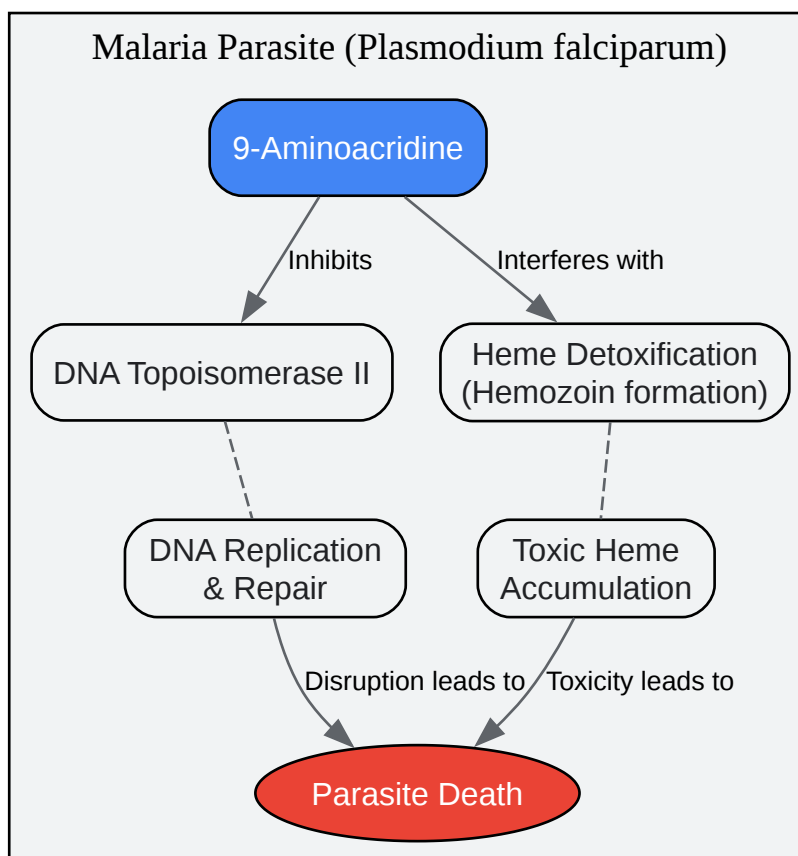 Malaria Parasite (Plasmodium falciparum)
9-Aminoacridine
Inhibits
Interferes with
DNA Topoisomerase II
Heme Detoxification
(Hemozoin formation)
DNA Replication
& Repair
Toxic Heme
Accumulation
Disruption leads to
Toxicity leads to
Parasite Death